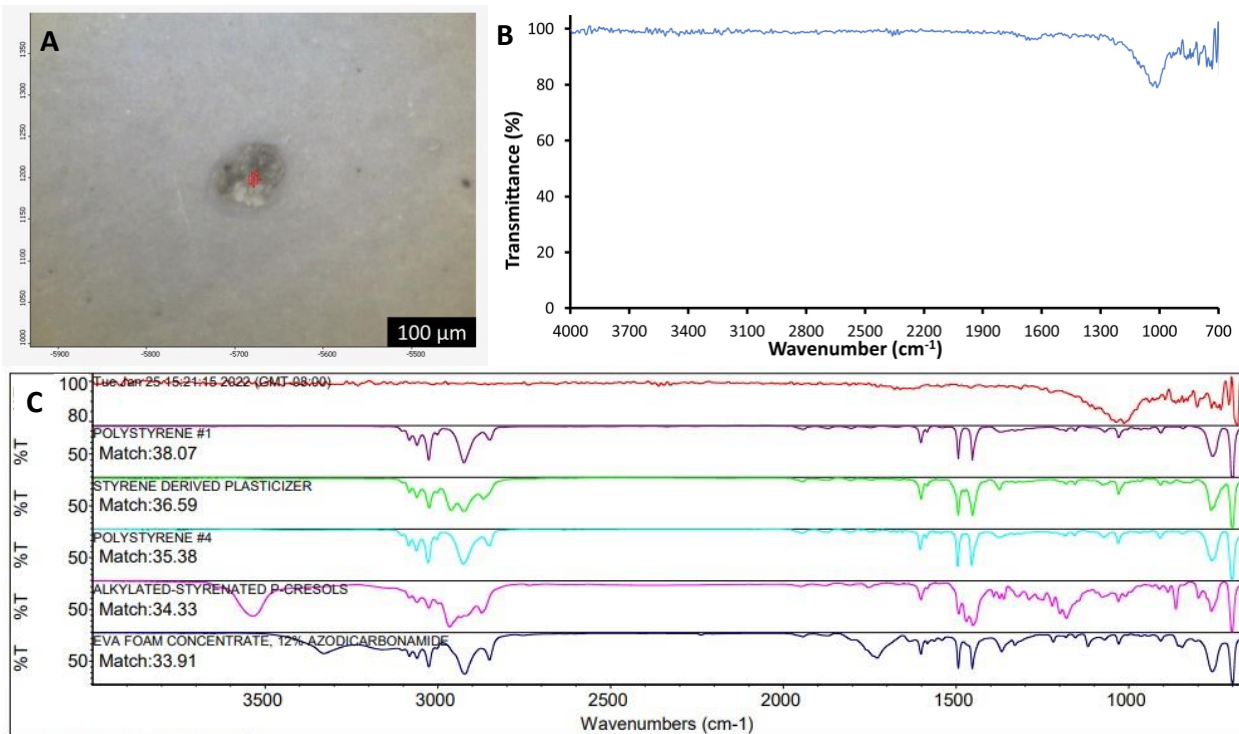 A
1350
1300
1250
1200
1150
1100
1050
1000
-5900 -5800 -5700 -5600 -5500
100 µm
B
100
80
60
40
20
0
4000 3700 3400 3100 2800 2500 2200 1900 1600 1300 1000 700
Transmittance (%)
Wavenumber (cm-1)
C
100
80
Tue Jan 25 15:21:15 2022 (GMT-08:00)
%T
50
POLYSTYRENE #1
Match:38.07
%T
50
STYRENE DERIVED PLASTICIZER
Match:36.59
%T
50
POLYSTYRENE #4
Match:35.38
%T
50
ALKYLATED-STYRENATED P-CRESOLS
Match:34.33
%T
50
EVA FOAM CONCENTRATE, 12% AZODICARBONAMIDE
Match:33.91
3500 3000 2500 2000 1500 1000
Wavenumbers (cm-1)